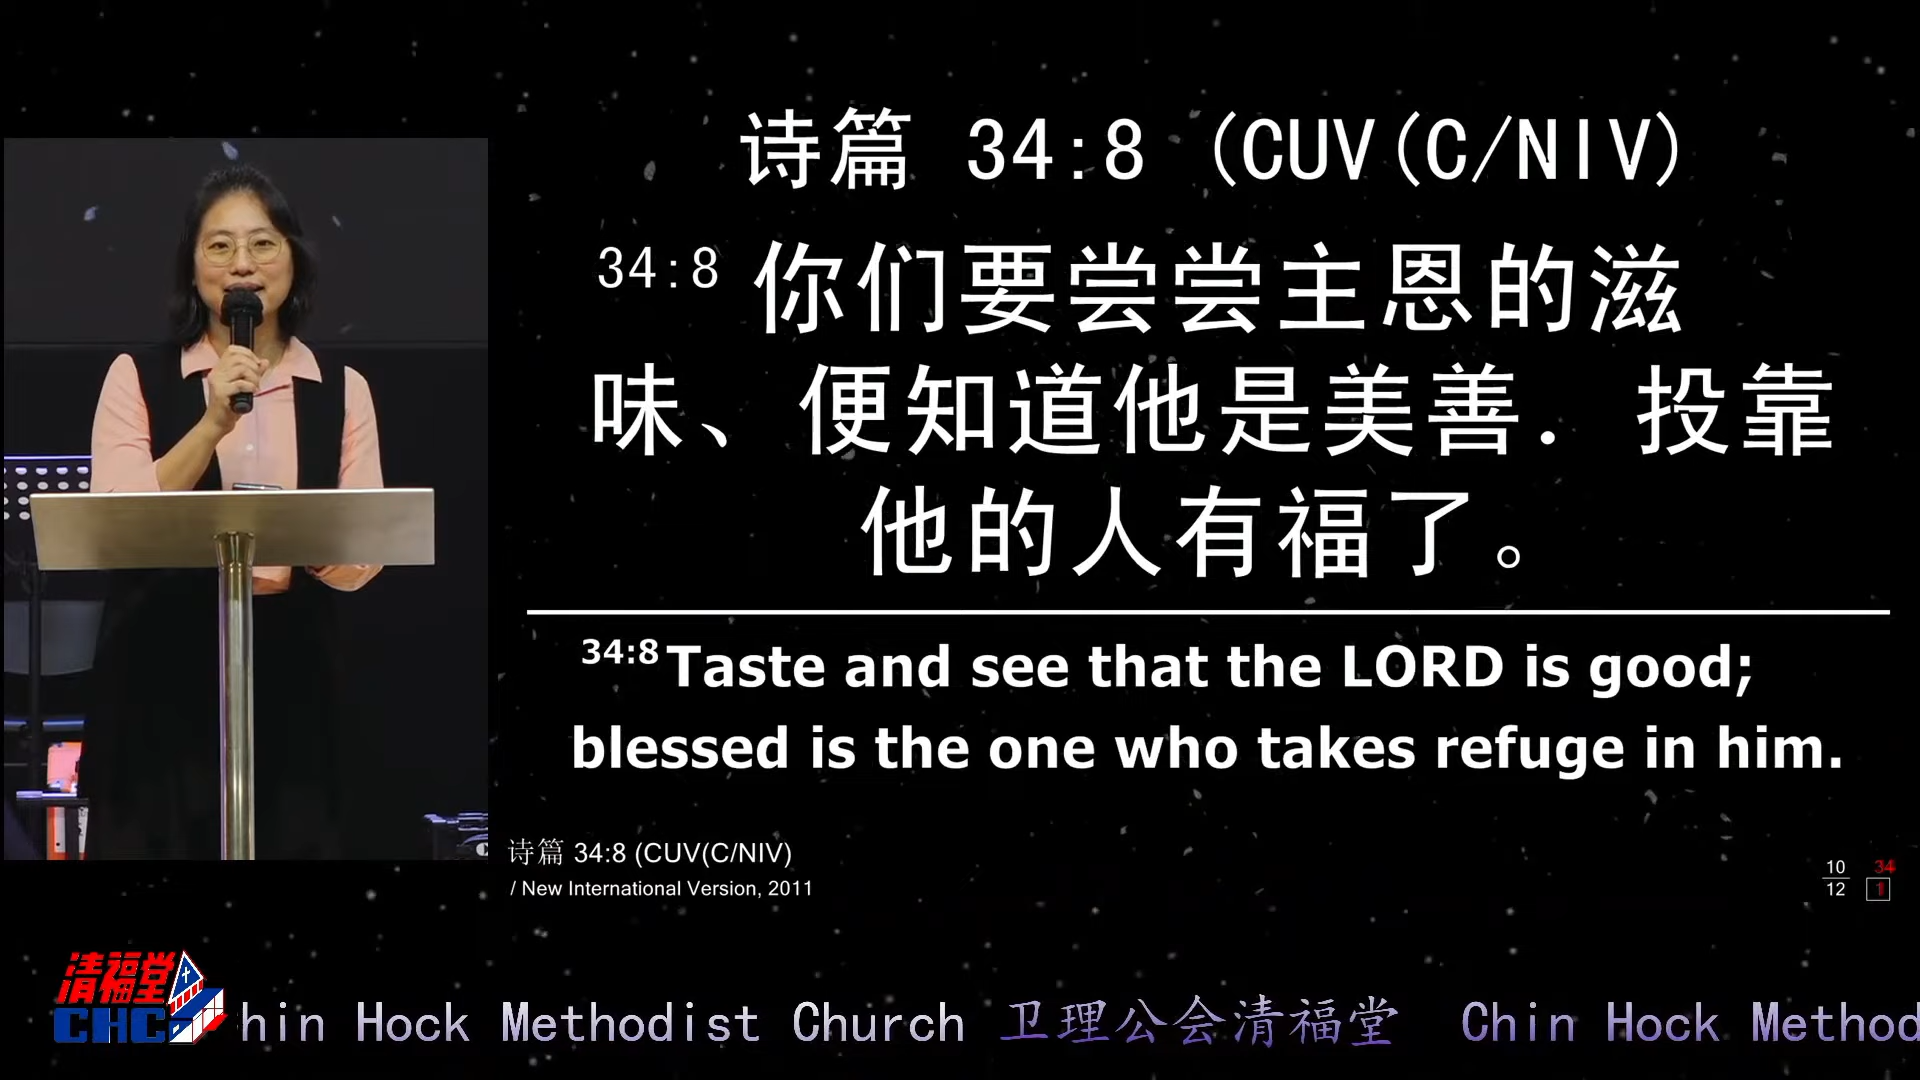 诗篇 34:8 (CUV(C/NIV)
34:8 你们要尝尝主恩的滋
味、便知道他是美善．投靠
他的人有福了。
34:8 Taste and see that the LORD is good;
blessed is the one who takes refuge in him.
诗篇 34:8 (CUV(C/NIV)
/ New International Version, 2011
10
12
34
1
清福堂
CHC
hin Hock Methodist Church 卫理公会清福堂 Chin Hock Method